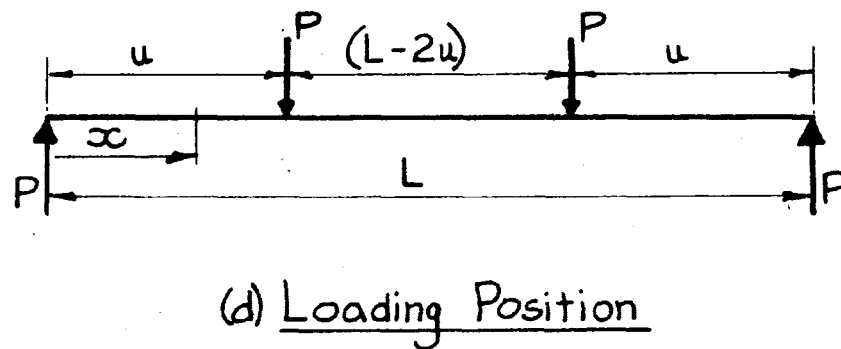 P P
u (L-2u) u
x
P L P
(d) Loading Position